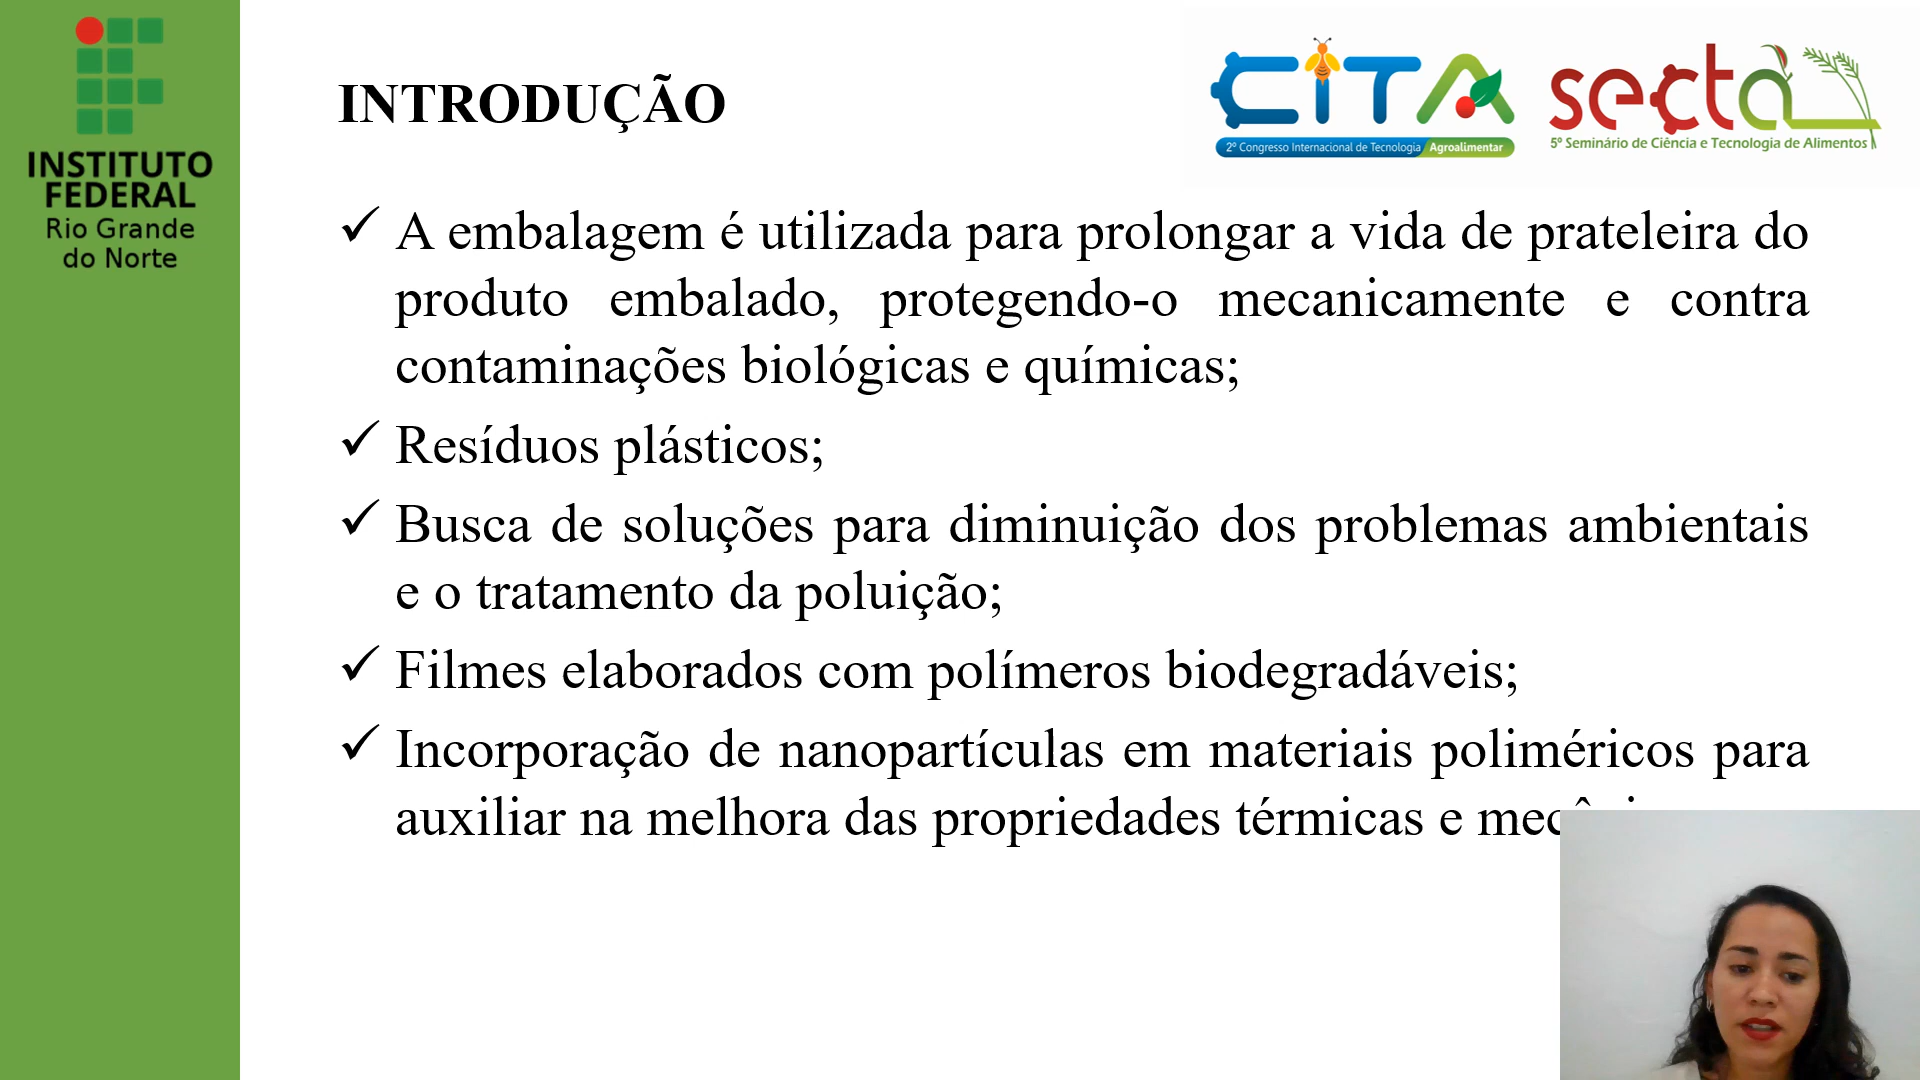 INSTITUTO
FEDERAL
Rio Grande
do Norte
INTRODUÇÃO
CITA
2º Congresso Internacional de Tecnologia Agroalimentar
secta
5º Seminário de Ciência e Tecnologia de Alimentos
✓ A embalagem é utilizada para prolongar a vida de prateleira do
produto embalado, protegendo-o mecanicamente e contra
contaminações biológicas e químicas;
✓ Resíduos plásticos;
✓ Busca de soluções para diminuição dos problemas ambientais
e o tratamento da poluição;
✓ Filmes elaborados com polímeros biodegradáveis;
✓ Incorporação de nanopartículas em materiais poliméricos para
auxiliar na melhora das propriedades térmicas e